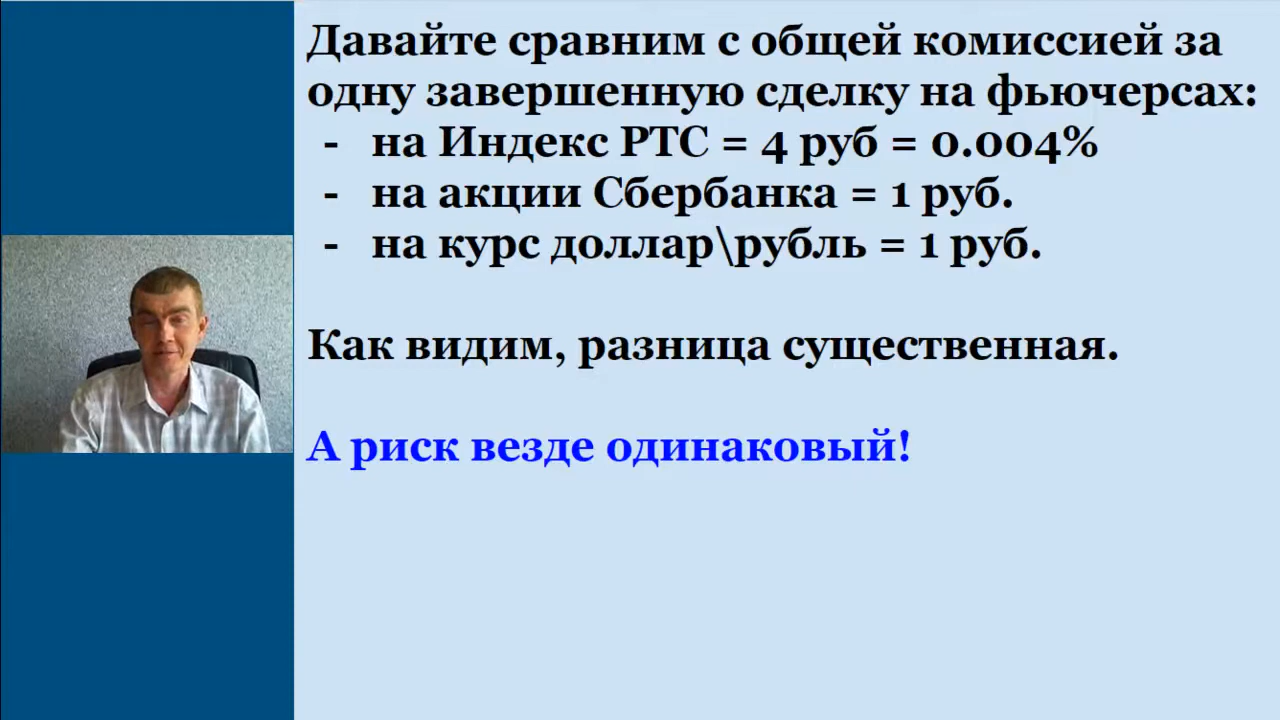 Давайте сравним с общей комиссией за
одну завершенную сделку на фьючерсах:
- на Индекс РТС = 4 руб = 0.004%
- на акции Сбербанка = 1 руб.
- на курс доллар\рубль = 1 руб.
Как видим, разница существенная.
А риск везде одинаковый!